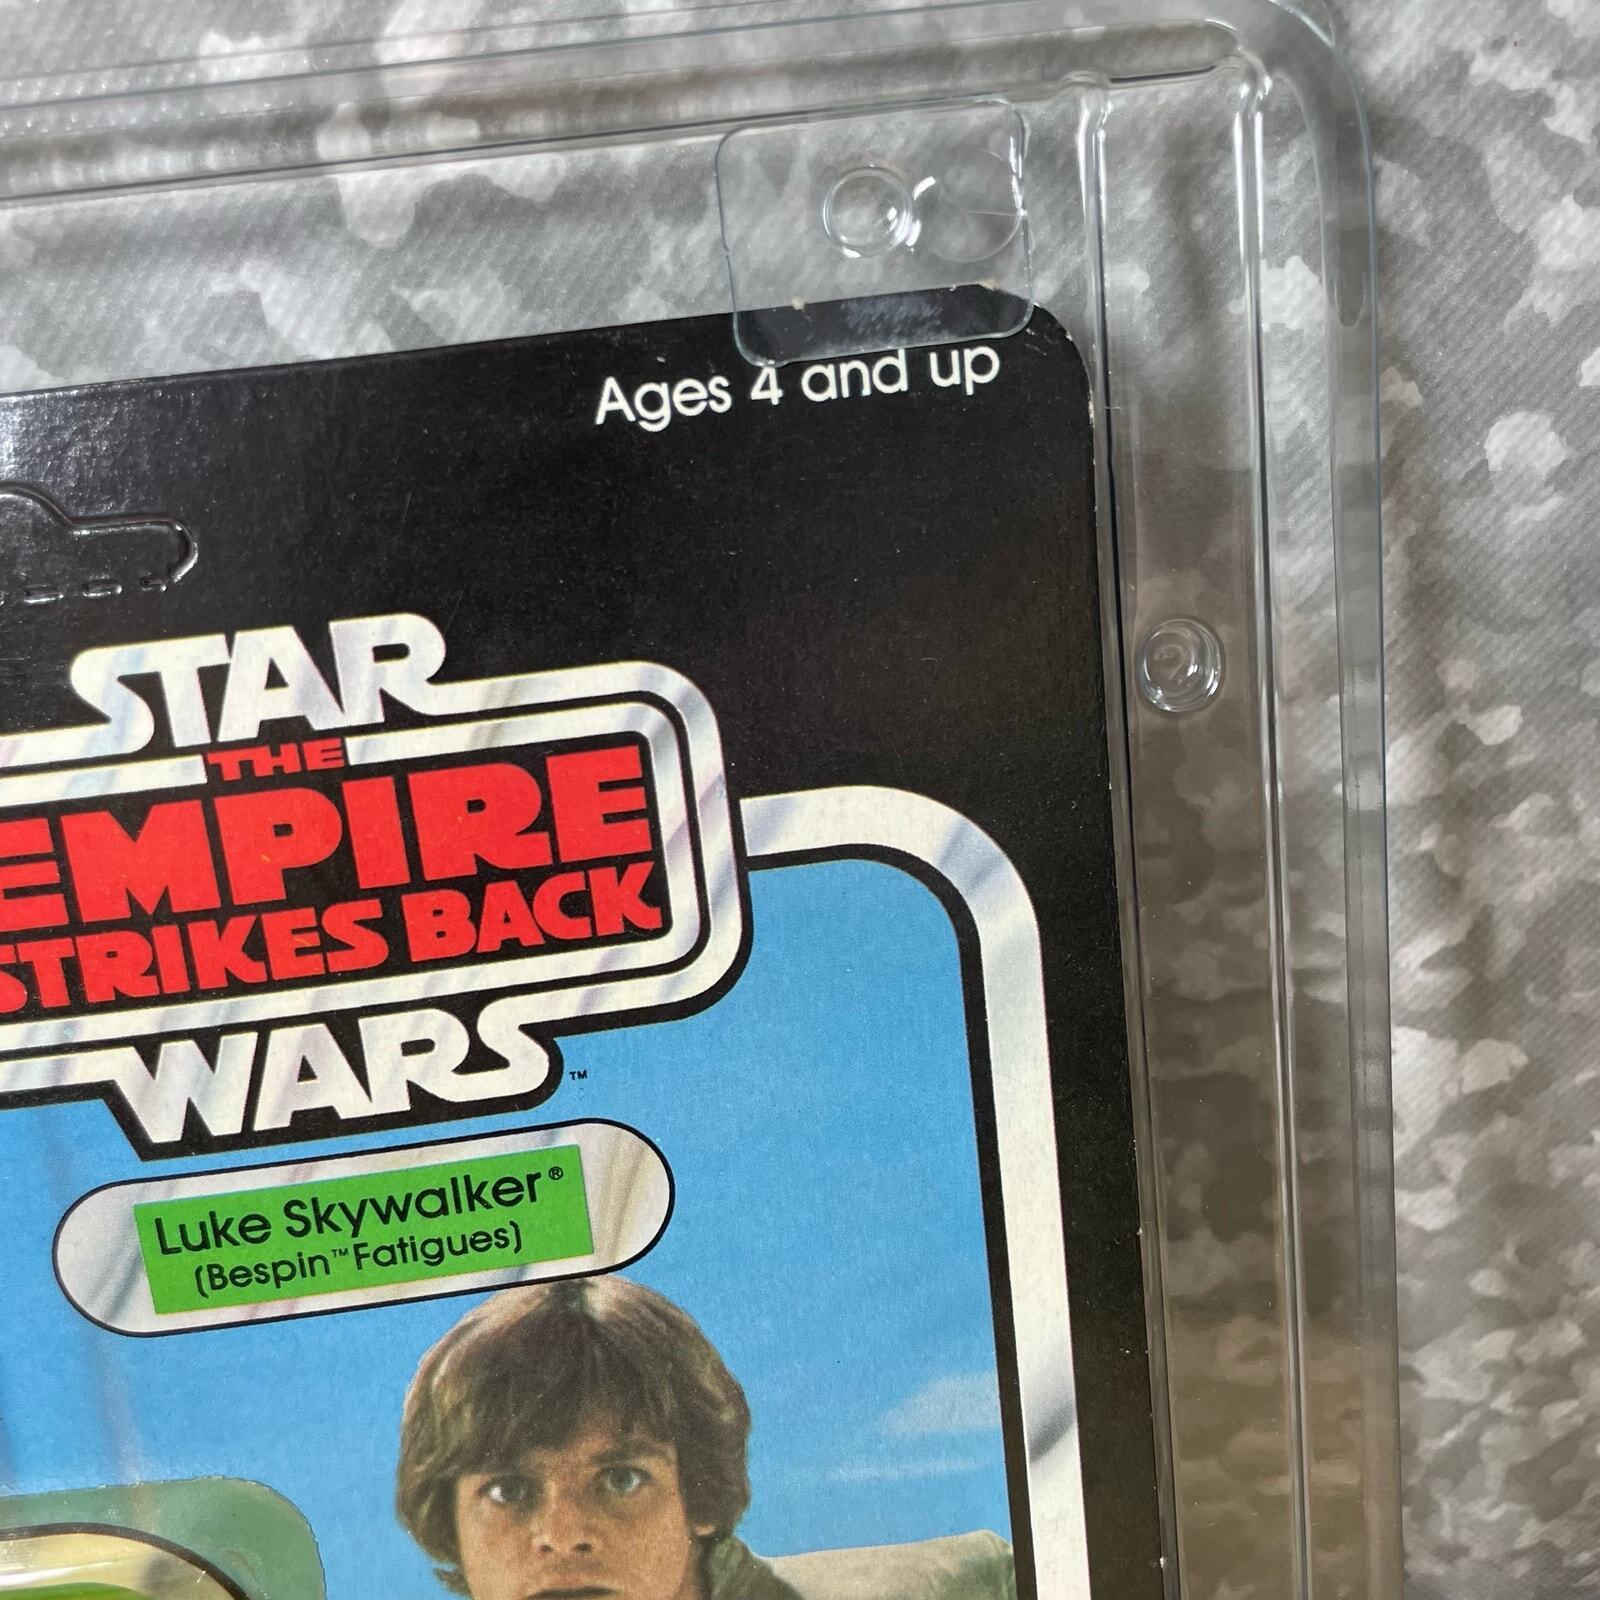 Ages 4 and up
STAR
THE
EMPIRE
STRIKES BACK
WARS™
Luke Skywalker®
(Bespin™ Fatigues)